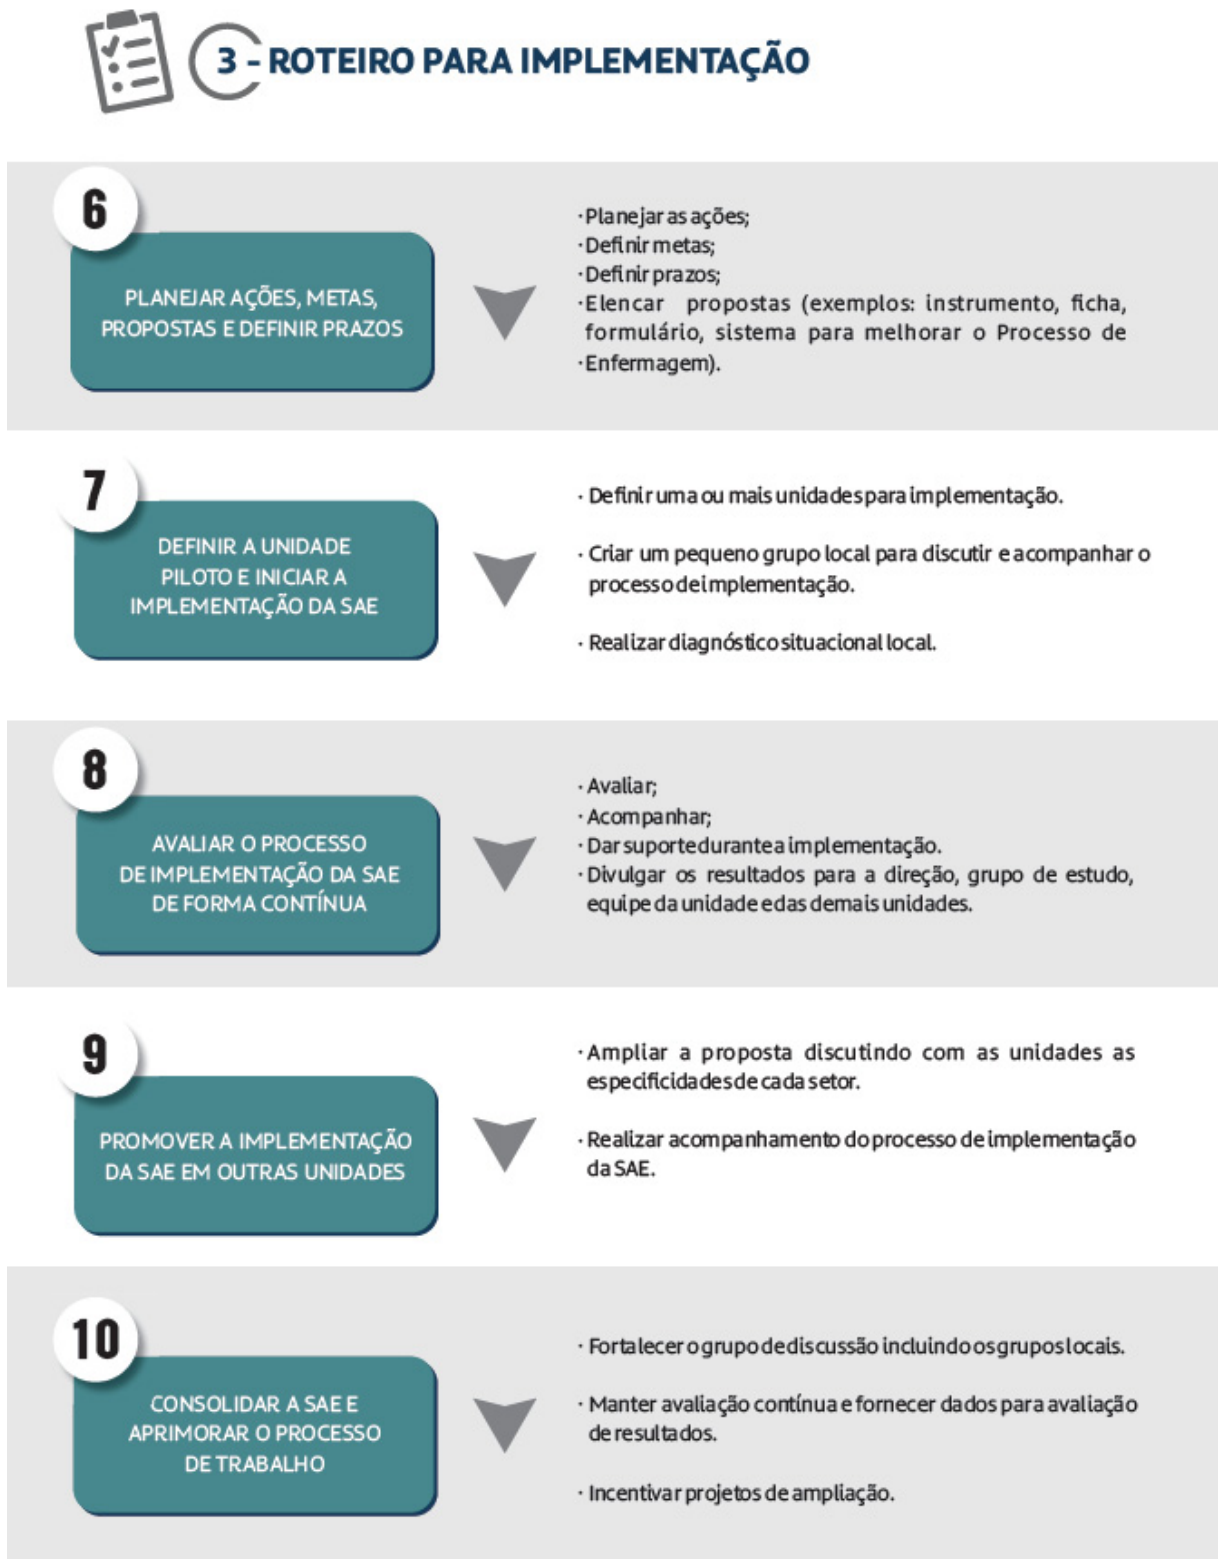 3 - ROTEIRO PARA IMPLEMENTAÇÃO
6
PLANEJAR AÇÕES, METAS,
PROPOSTAS E DEFINIR PRAZOS
· Planejar as ações;
· Definir metas;
· Definir prazos;
· Elencar propostas (exemplos: instrumento, ficha,
formulário, sistema para melhorar o Processo de
· Enfermagem).
7
DEFINIR A UNIDADE
PILOTO E INICIAR A
IMPLEMENTAÇÃO DA SAE
· Definir uma ou mais unidades para implementação.
· Criar um pequeno grupo local para discutir e acompanhar o
processo de implementação.
· Realizar diagnóstico situacional local.
8
AVALIAR O PROCESSO
DE IMPLEMENTAÇÃO DA SAE
DE FORMA CONTÍNUA
· Avaliar;
· Acompanhar;
· Dar suporte durante a implementação.
· Divulgar os resultados para a direção, grupo de estudo,
equipe da unidade e das demais unidades.
9
PROMOVER A IMPLEMENTAÇÃO
DA SAE EM OUTRAS UNIDADES
· Ampliar a proposta discutindo com as unidades as
especificidades de cada setor.
· Realizar acompanhamento do processo de implementação
da SAE.
10
CONSOLIDAR A SAE E
APRIMORAR O PROCESSO
DE TRABALHO
· Fortalecer o grupo de discussão incluindo os grupos locais.
· Manter avaliação contínua e fornecer dados para avaliação
de resultados.
· Incentivar projetos de ampliação.